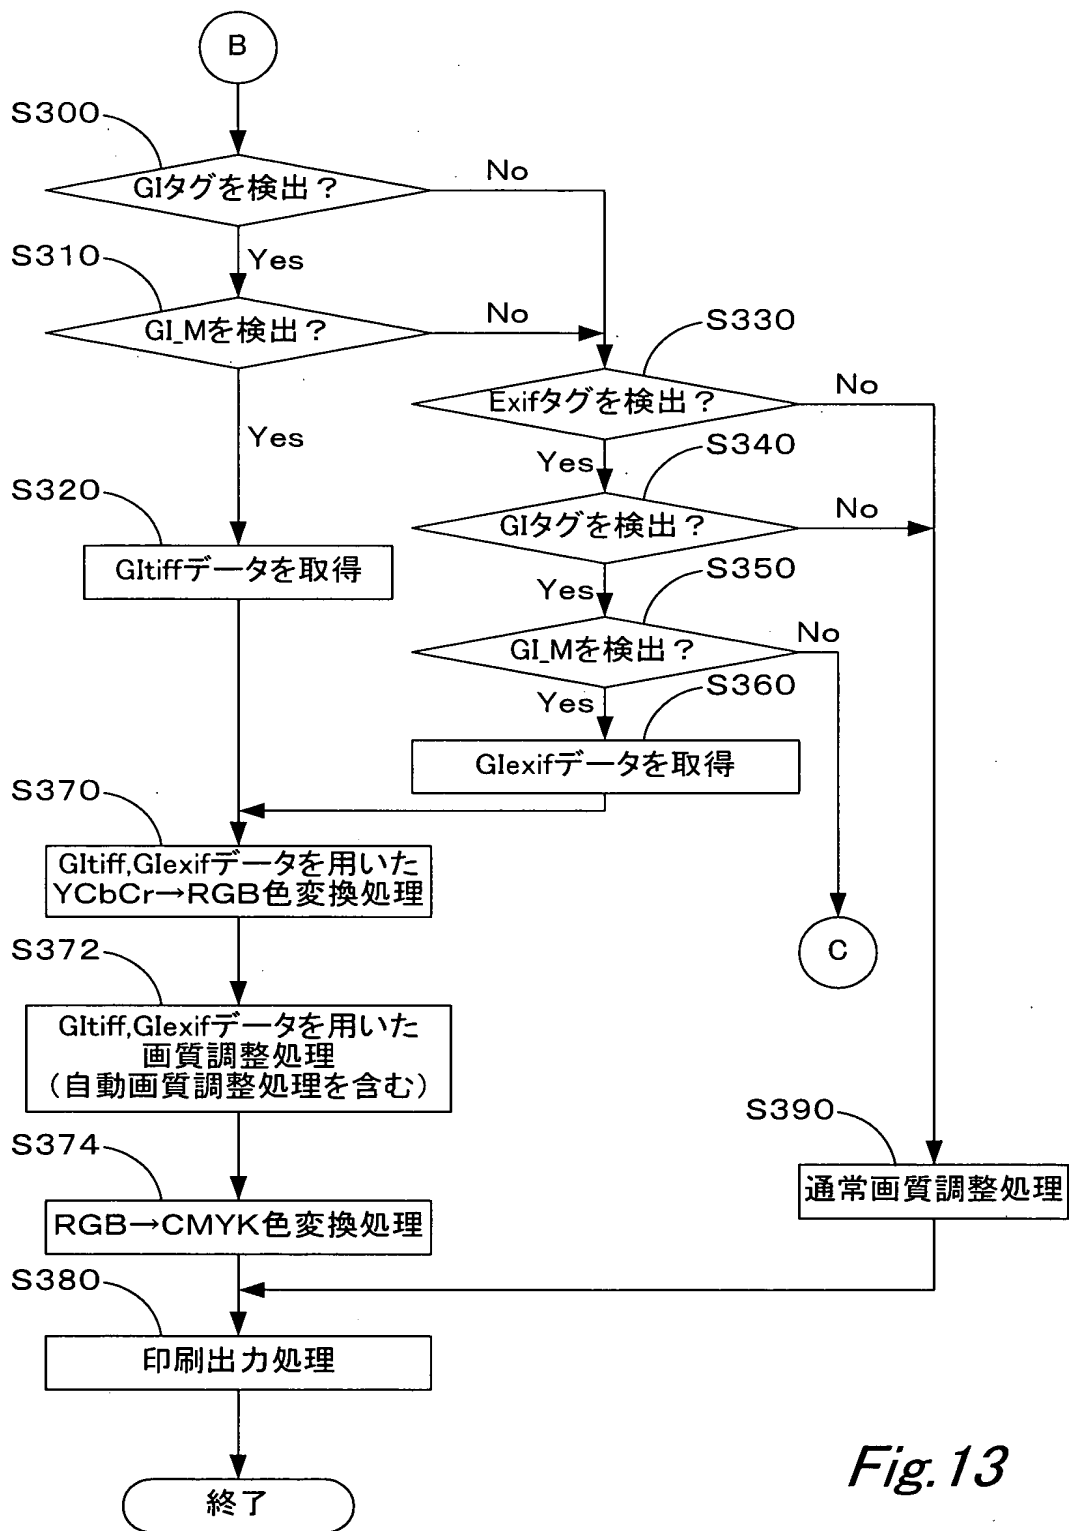 B
S300
GIタグを検出？
No
Yes
S310
GI_Mを検出？
No
Yes
S330
Exifタグを検出？
No
Yes
S340
GIタグを検出？
No
Yes
S350
GI_Mを検出？
No
Yes
S320
GItiffデータを取得
S360
GIexifデータを取得
S370
GItiff,GIexifデータを用いた
YCbCr→RGB色変換処理
C
S372
GItiff,GIexifデータを用いた
画質調整処理
（自動画質調整処理を含む）
S390
通常画質調整処理
S374
RGB→CMYK色変換処理
S380
印刷出力処理
終了
Fig.13